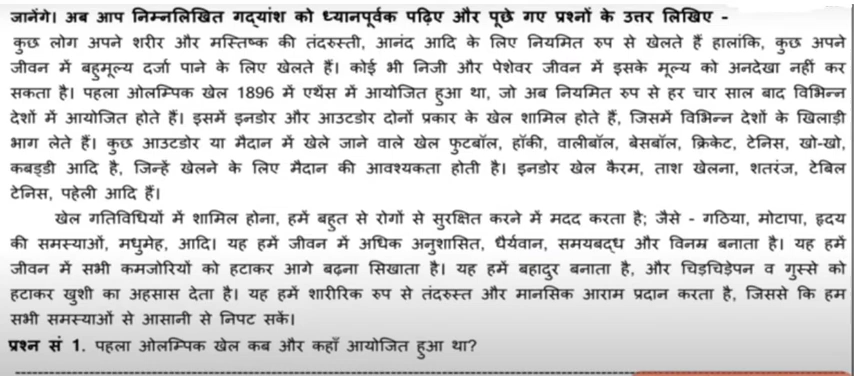 जानेंगे। अब आप निम्नलिखित गद्यांश को ध्यानपूर्वक पढ़िए और पूछे गए प्रश्नों के उत्तर लिखिए -
कुछ लोग अपने शरीर और मस्तिष्क की तंदरुस्ती, आनंद आदि के लिए नियमित रुप से खेलते हैं हालांकि, कुछ अपने
जीवन में बहुमूल्य दर्जा पाने के लिए खेलते हैं। कोई भी निजी और पेशेवर जीवन में इसके मूल्य को अनदेखा नहीं कर
सकता है। पहला ओलम्पिक खेल 1896 में एथेंस में आयोजित हुआ था, जो अब नियमित रुप से हर चार साल बाद विभिन्न
देशों में आयोजित होते हैं। इसमें इनडोर और आउटडोर दोनों प्रकार के खेल शामिल होते हैं, जिसमें विभिन्न देशों के खिलाड़ी
भाग लेते हैं। कुछ आउटडोर या मैदान में खेले जाने वाले खेल फुटबॉल, हॉकी, वालीबॉल, बेसबॉल, क्रिकेट, टेनिस, खो-खो,
कबड्डी आदि है, जिन्हें खेलने के लिए मैदान की आवश्यकता होती है। इनडोर खेल कैरम, ताश खेलना, शतरंज, टेबिल
टेनिस, पहेली आदि हैं।
खेल गतिविधियों में शामिल होना, हमें बहुत से रोगों से सुरक्षित करने में मदद करता है; जैसे - गठिया, मोटापा, हृदय
की समस्याओं, मधुमेह, आदि। यह हमें जीवन में अधिक अनुशासित, धैर्यवान, समयबद्ध और विनम्र बनाता है। यह हमें
जीवन में सभी कमजोरियों को हटाकर आगे बढ़ना सिखाता है। यह हमें बहादुर बनाता है, और चिड़चिड़ेपन व गुस्से को
हटाकर खुशी का अहसास देता है। यह हमें शारीरिक रुप से तंदरुस्त और मानसिक आराम प्रदान करता है, जिससे कि हम
सभी समस्याओं से आसानी से निपट सकें।
प्रश्न सं 1. पहला ओलम्पिक खेल कब और कहाँ आयोजित हुआ था?